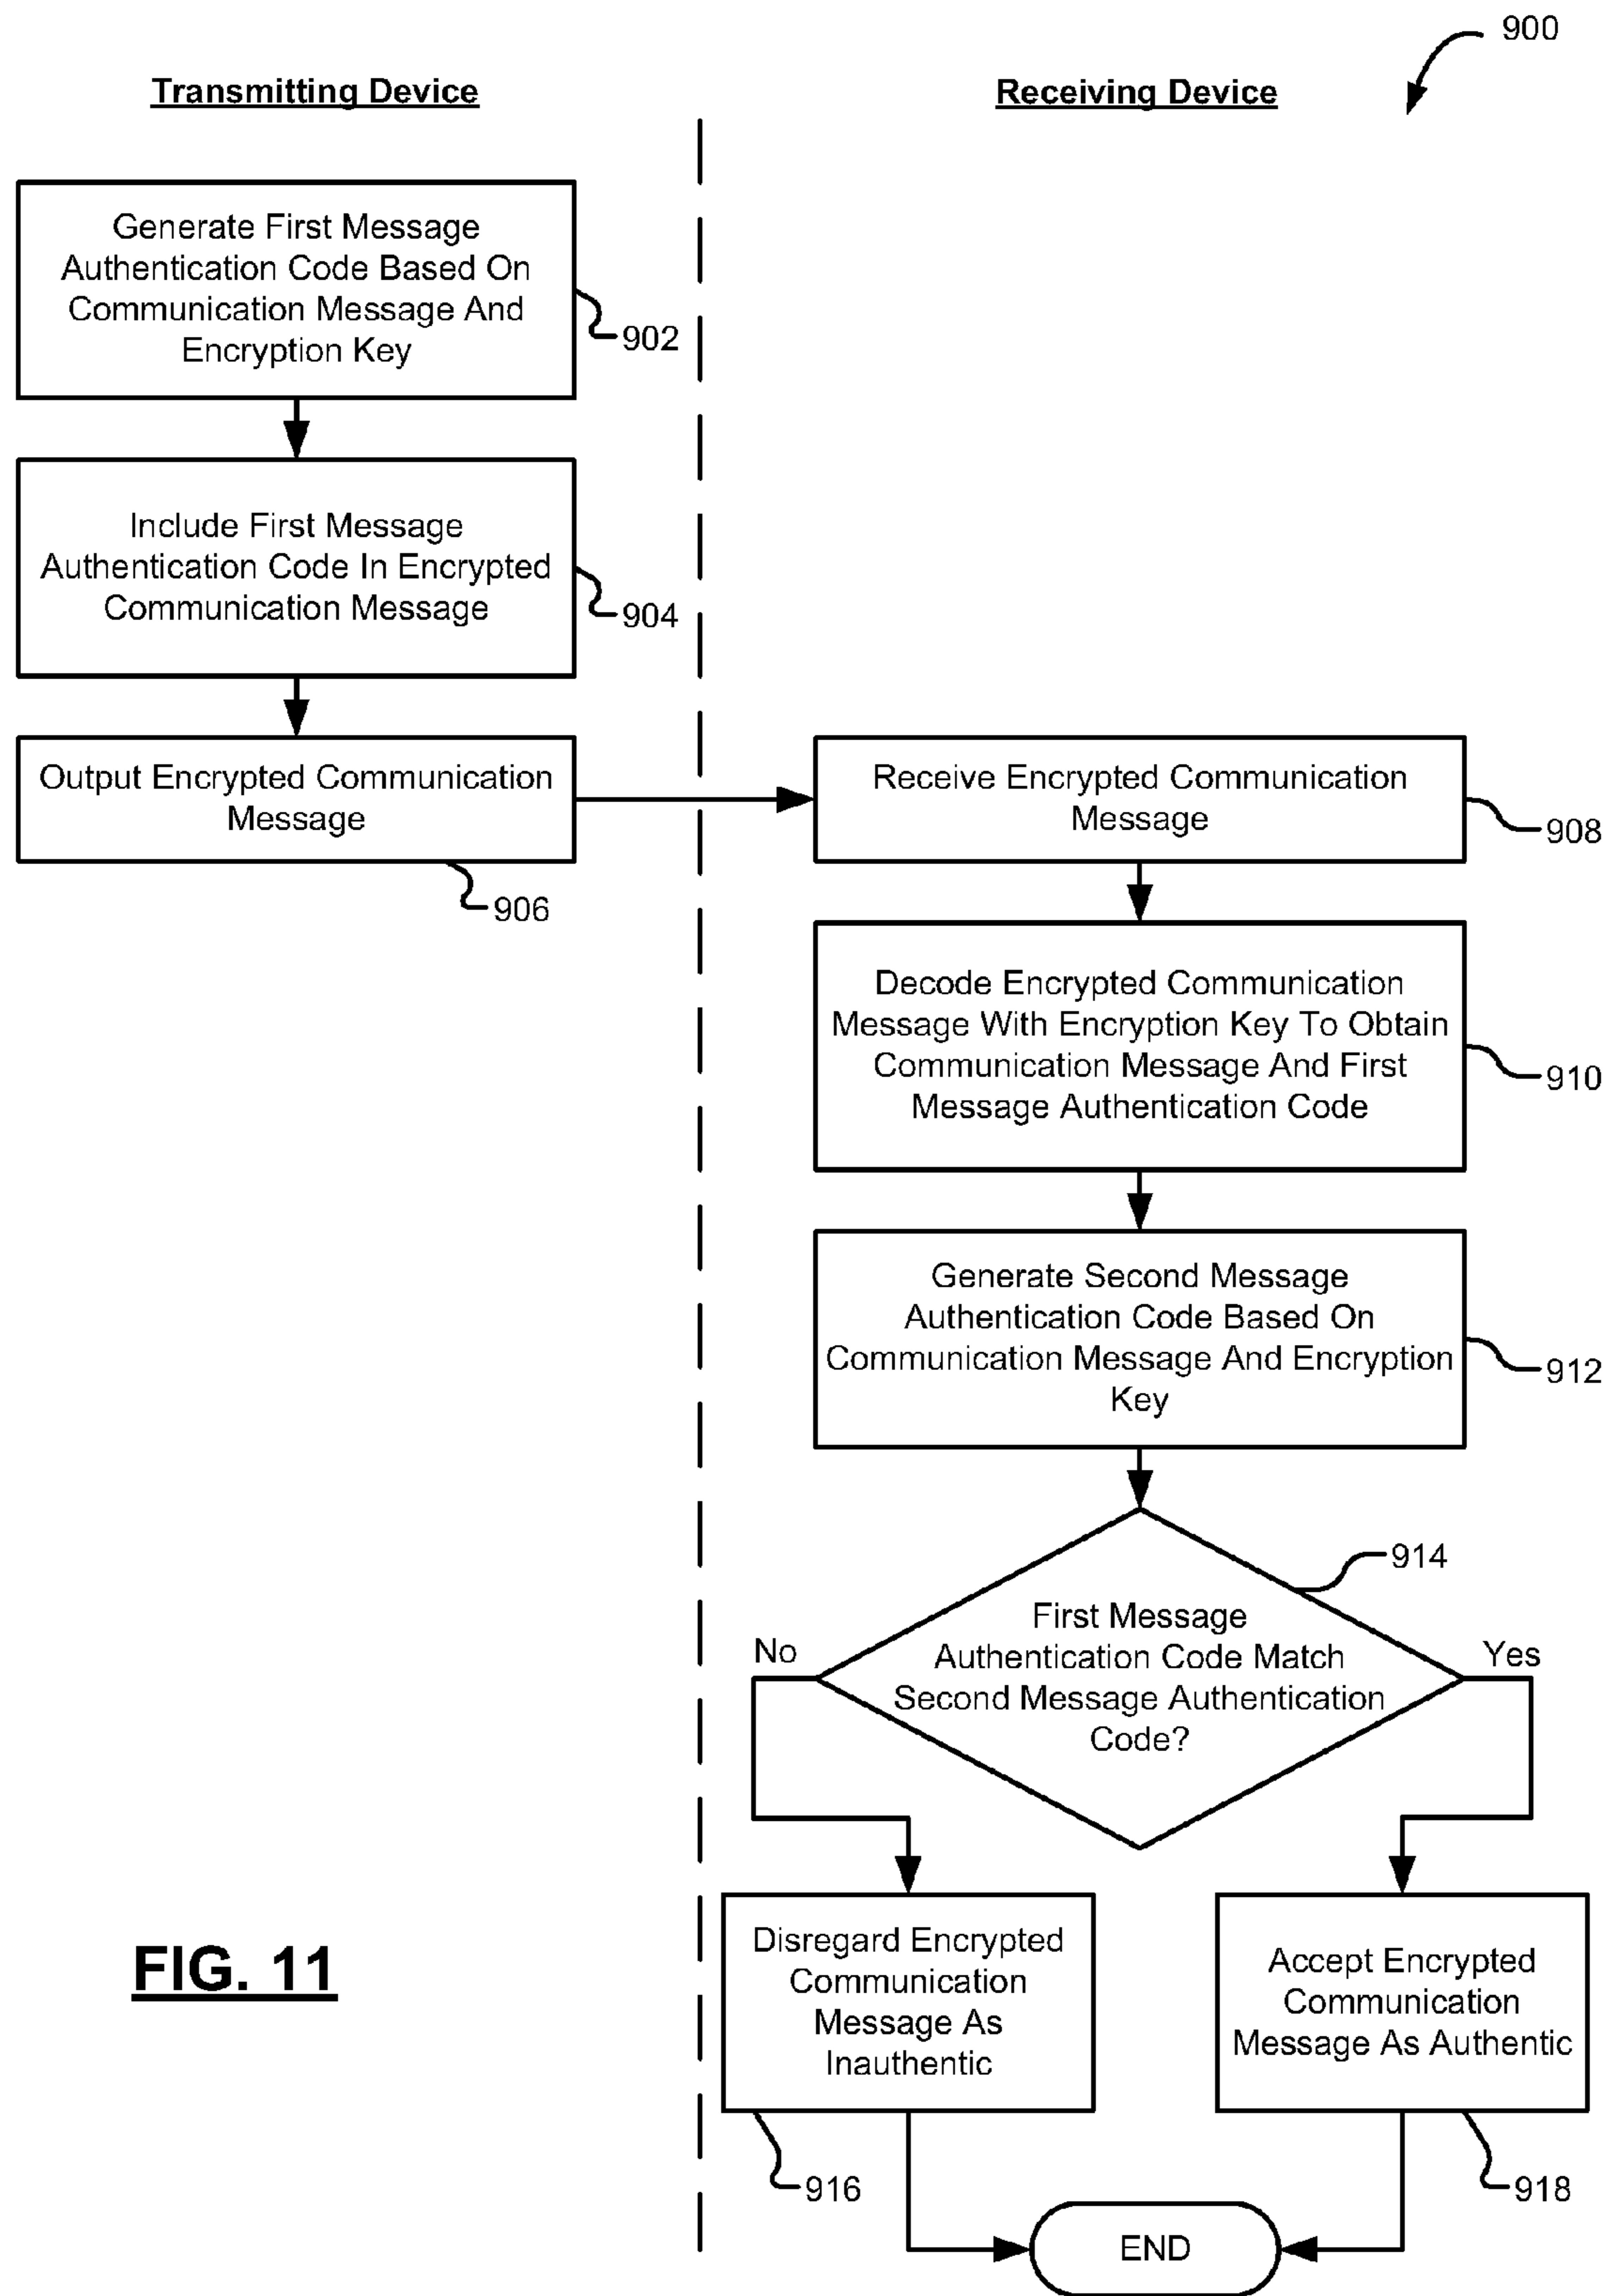 900
Transmitting Device
Receiving Device
Generate First Message
Authentication Code Based On
Communication Message And
Encryption Key
902
Include First Message
Authentication Code In Encrypted
Communication Message
904
Output Encrypted Communication
Message
906
Receive Encrypted Communication
Message
908
Decode Encrypted Communication
Message With Encryption Key To Obtain
Communication Message And First
Message Authentication Code
910
Generate Second Message
Authentication Code Based On
Communication Message And Encryption
Key
912
First Message
Authentication Code Match
Second Message Authentication
Code?
914
No
Yes
Disregard Encrypted
Communication
Message As
Inauthentic
916
Accept Encrypted
Communication
Message As Authentic
918
END
FIG. 11